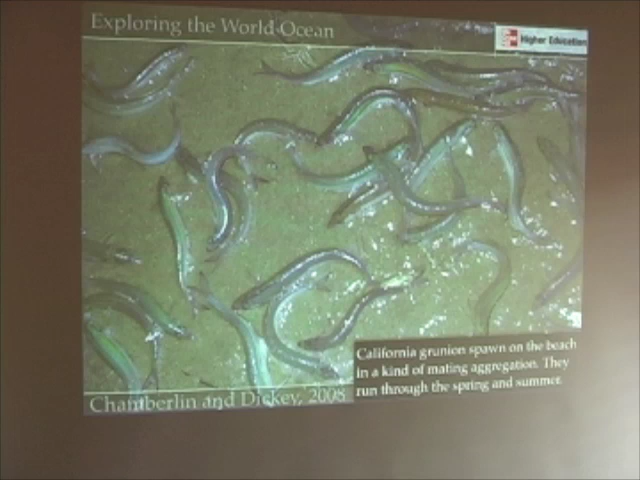 Exploring the World Ocean
Higher Education
California grunion spawn on the beach
in a kind of mating aggregation. They
run through the spring and summer.
Chamberlin and Dickey, 2008